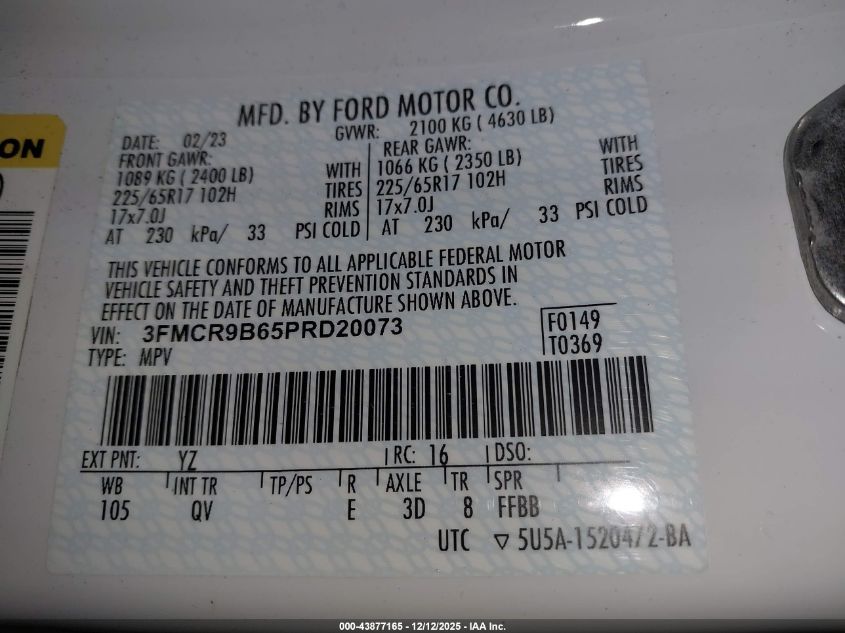 ON
MFD. BY FORD MOTOR CO.
DATE: 02/23 GVWR: 2100 KG ( 4630 LB)
FRONT GAWR: REAR GAWR:
1089 KG ( 2400 LB) WITH 1066 KG ( 2350 LB) WITH
225/65R17 102H TIRES 225/65R17 102H TIRES
17x7.0J RIMS 17x7.0J RIMS
AT 230 kPa/ 33 PSI COLD AT 230 kPa/ 33 PSI COLD
THIS VEHICLE CONFORMS TO ALL APPLICABLE FEDERAL MOTOR
VEHICLE SAFETY AND THEFT PREVENTION STANDARDS IN
EFFECT ON THE DATE OF MANUFACTURE SHOWN ABOVE.
VIN: 3FMCR9B65PRD20073 F0149
TYPE: MPV T0369
EXT PNT: YZ RC: 16 DSO:
WB INT TR TP/PS R AXLE TR SPR
105 QV E 3D 8 FFBB
UTC ▽ 5U5A-1520472-BA
000-43877165 - 12/12/2025 - IAA Inc.